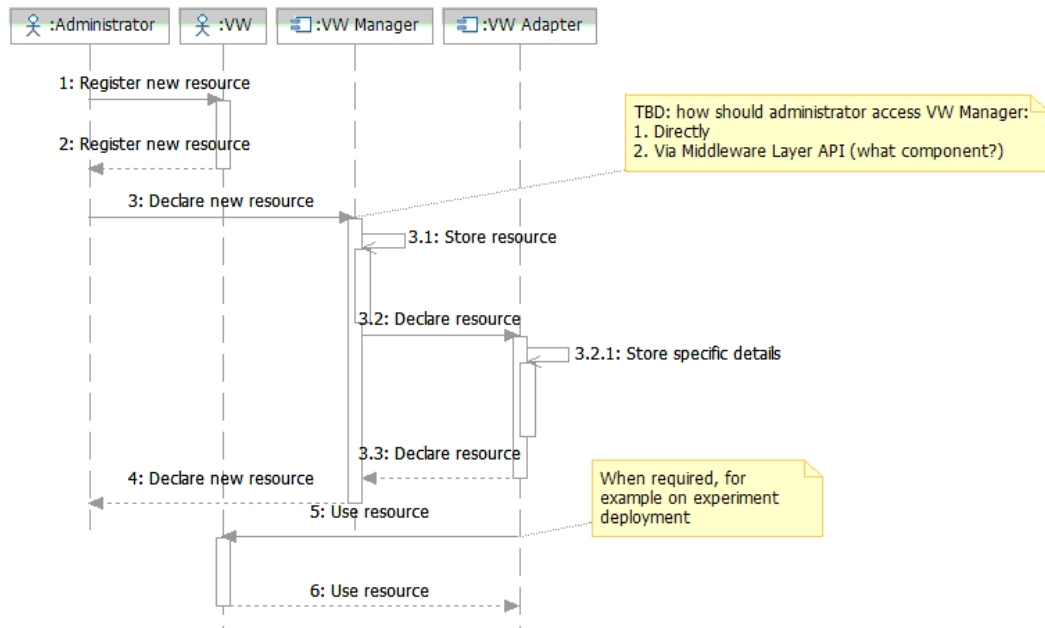 :Administrator
:VW
:VW Manager
:VW Adapter
1: Register new resource
TBD: how should administrator access VW Manager:
1. Directly
2. Via Middleware Layer API (what component?)
2: Register new resource
3: Declare new resource
3.1: Store resource
3.2: Declare resource
3.2.1: Store specific details
3.3: Declare resource
4: Declare new resource
When required, for
example on experiment
deployment
5: Use resource
6: Use resource